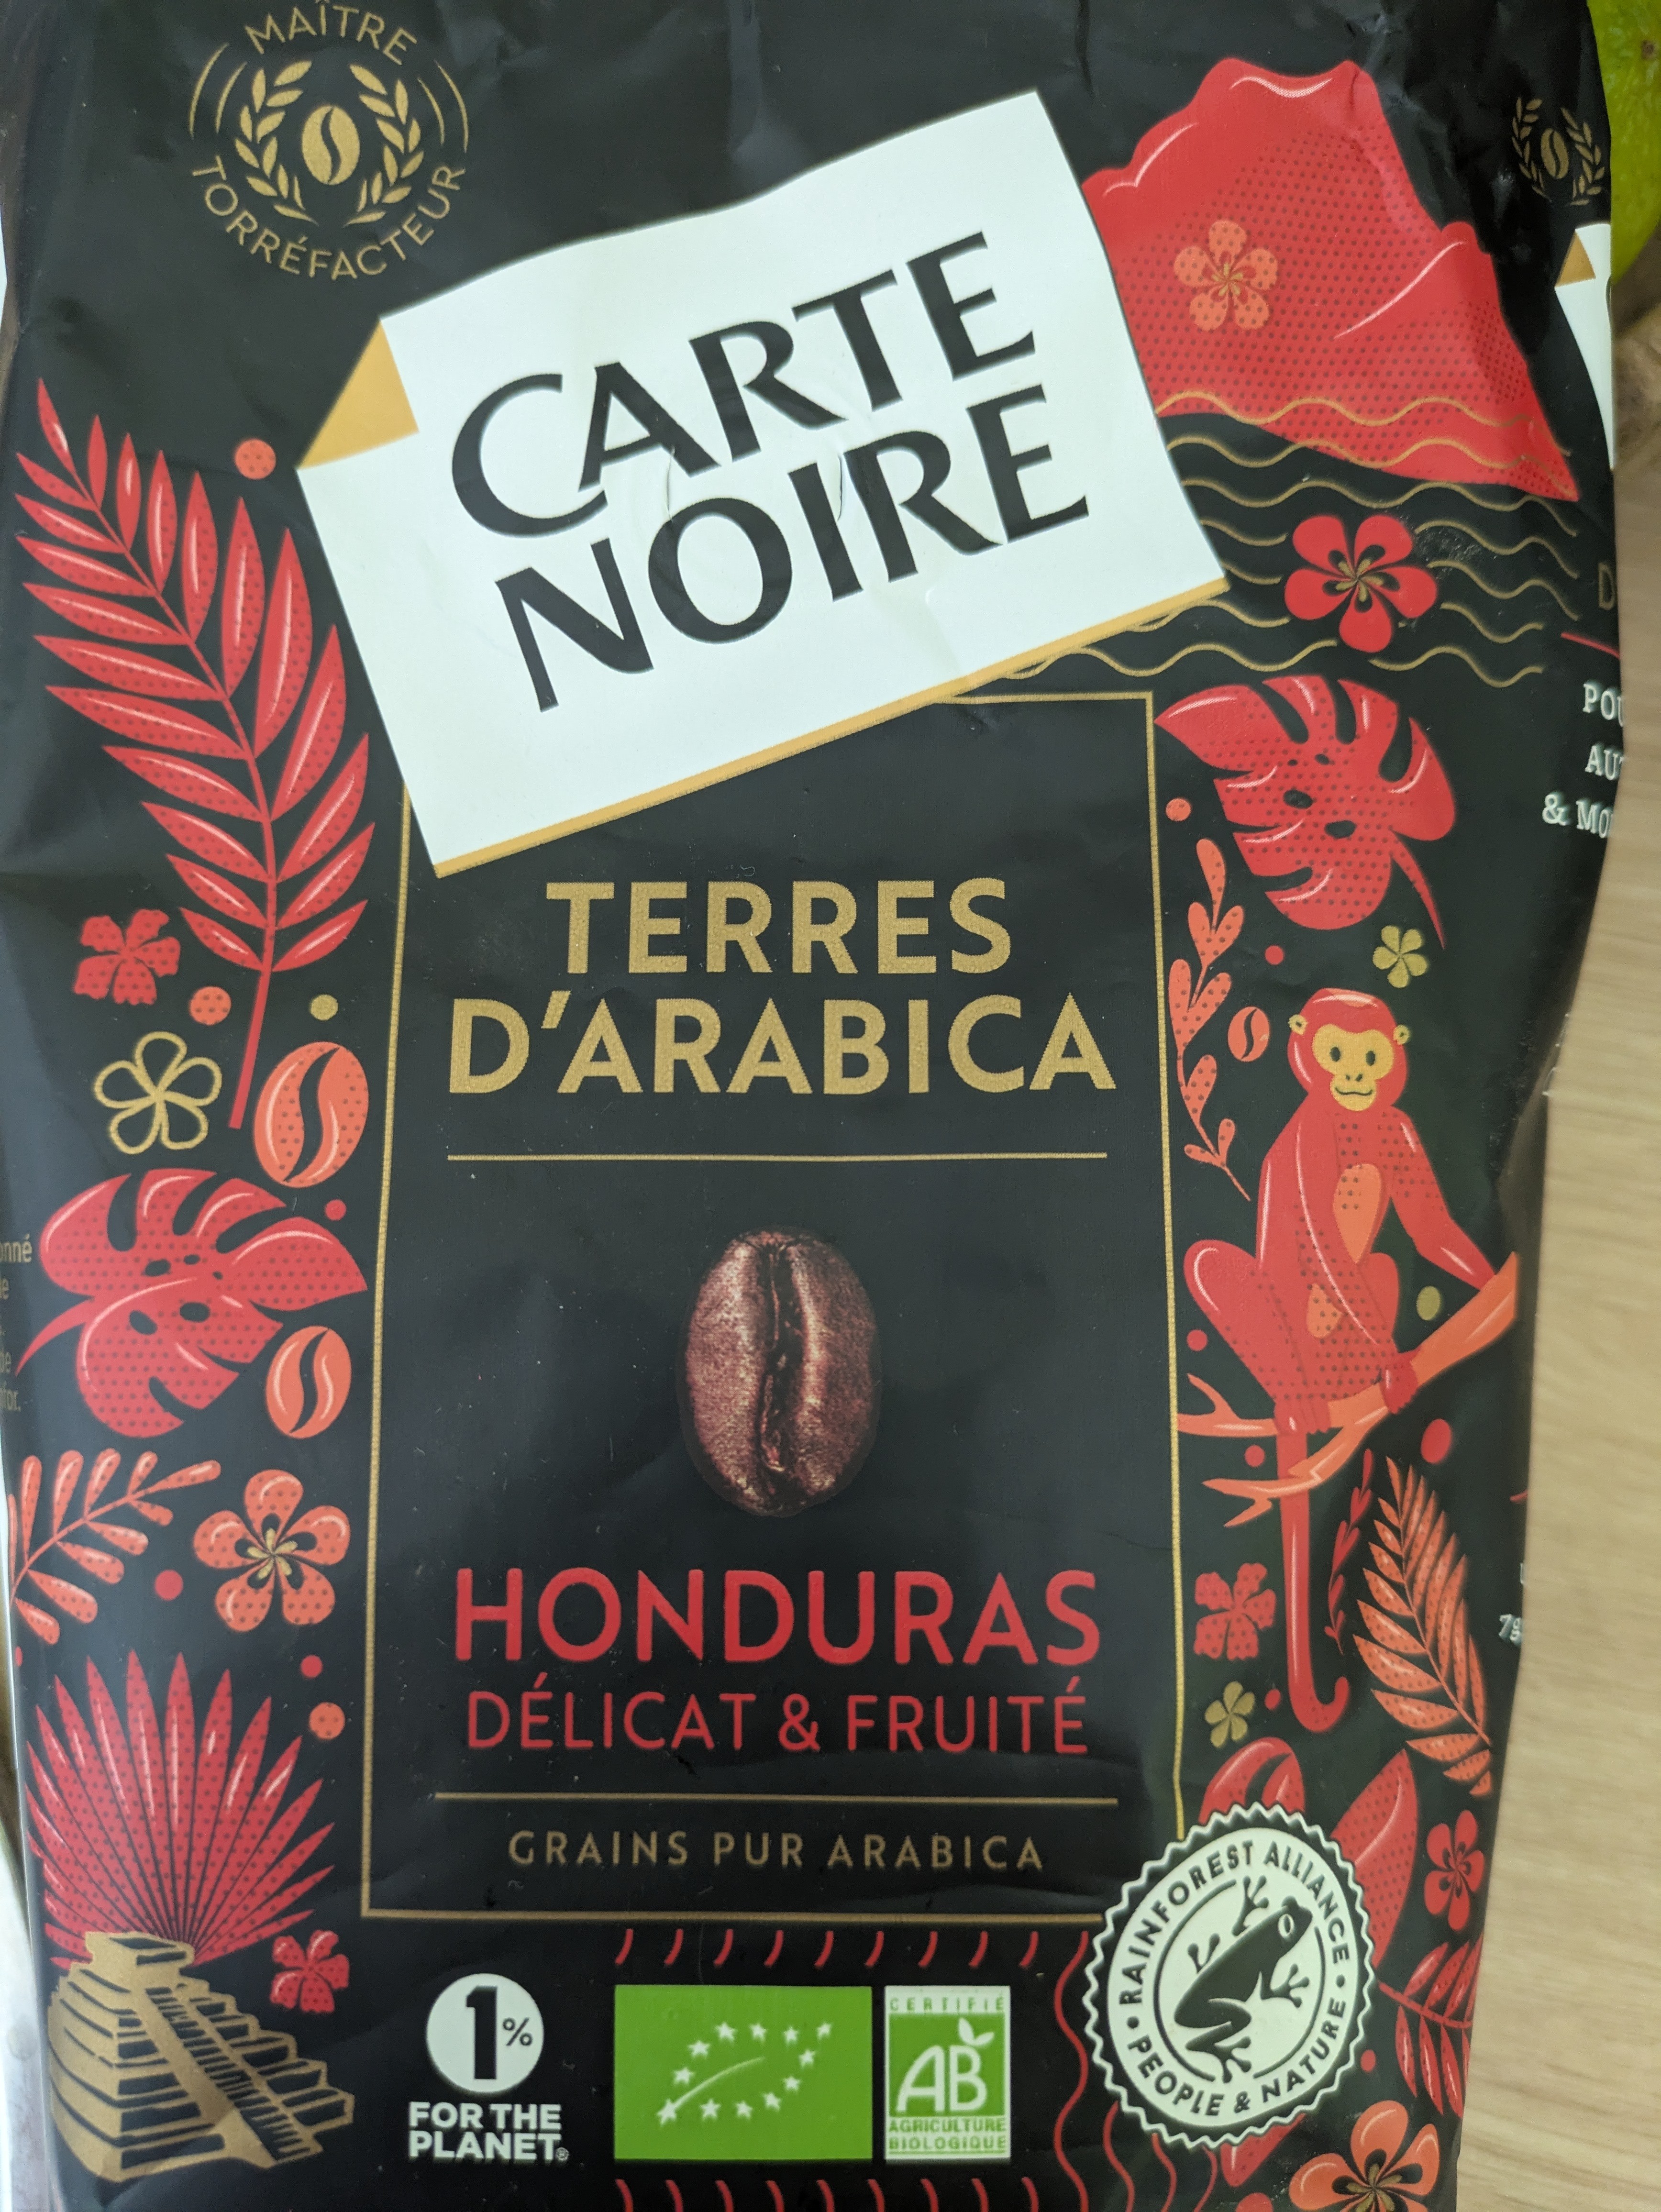 MAÎTRE
TORRÉFACTEUR
CARTE
NOIRE
TERRES
D'ARABICA
HONDURAS
DÉLICAT & FRUITÉ
GRAINS PUR ARABICA
1%
FOR THE
PLANET®
CERTIFIÉ
AB
AGRICULTURE
BIOLOGIQUE
RAINFOREST ALLIANCE
PEOPLE & NATURE